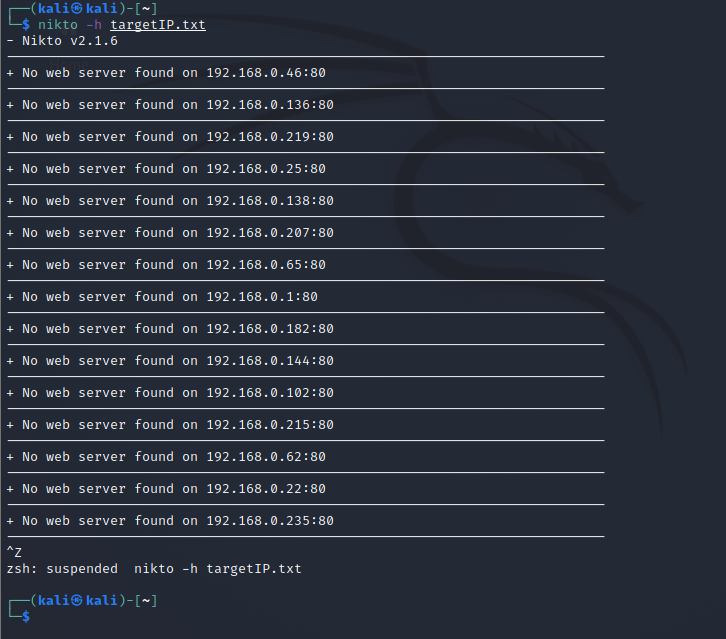 ┌──(kali㉿kali)-[~]
└─$ nikto -h targetIP.txt
- Nikto v2.1.6
+ No web server found on 192.168.0.46:80
+ No web server found on 192.168.0.136:80
+ No web server found on 192.168.0.219:80
+ No web server found on 192.168.0.25:80
+ No web server found on 192.168.0.138:80
+ No web server found on 192.168.0.207:80
+ No web server found on 192.168.0.65:80
+ No web server found on 192.168.0.1:80
+ No web server found on 192.168.0.182:80
+ No web server found on 192.168.0.144:80
+ No web server found on 192.168.0.102:80
+ No web server found on 192.168.0.215:80
+ No web server found on 192.168.0.62:80
+ No web server found on 192.168.0.22:80
+ No web server found on 192.168.0.235:80
^Z
zsh: suspended  nikto -h targetIP.txt
┌──(kali㉿kali)-[~]
└─$